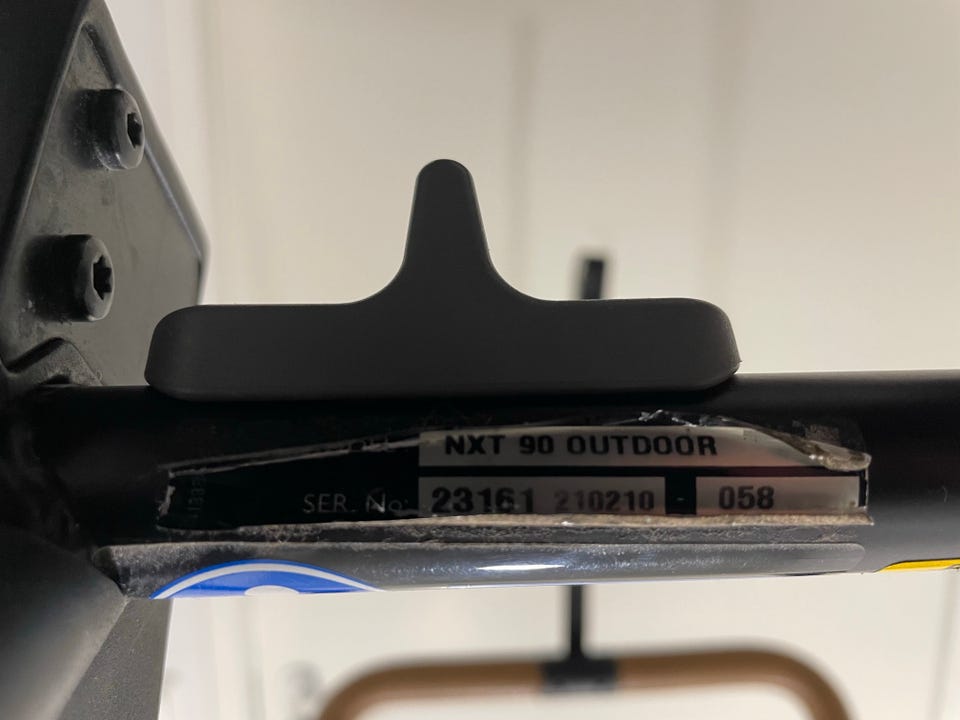 NXT 90 OUTDOOR
SER. No: 23161 210210 - 058